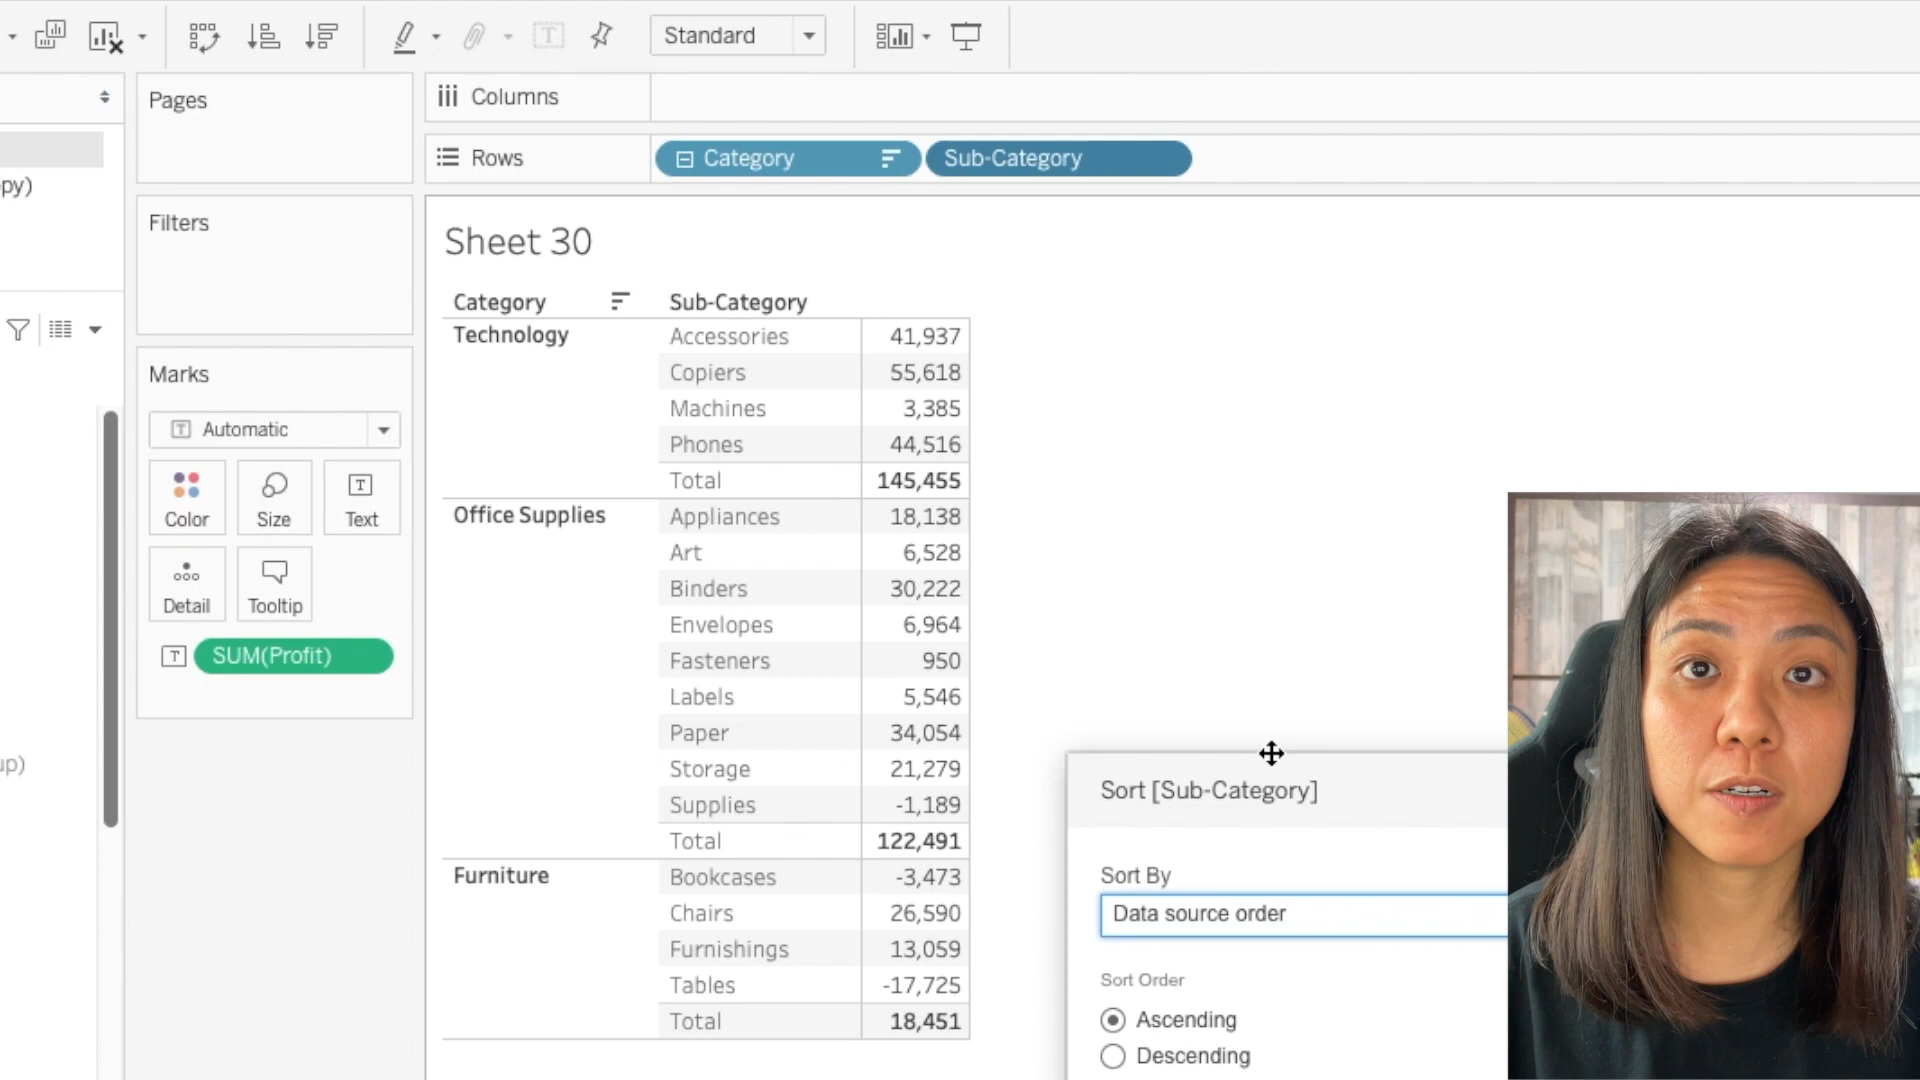 Standard
Pages
Columns
Rows
Category
Sub-Category
py)
Filters
Sheet 30
Category
Sub-Category
Technology
Accessories 41,937
Copiers 55,618
Machines 3,385
Phones 44,516
Total 145,455
Office Supplies
Appliances 18,138
Art 6,528
Binders 30,222
Envelopes 6,964
Fasteners 950
Labels 5,546
Paper 34,054
Storage 21,279
Supplies -1,189
Total 122,491
Furniture
Bookcases -3,473
Chairs 26,590
Furnishings 13,059
Tables -17,725
Total 18,451
Marks
T Automatic
Color
Size
T
Text
Detail
Tooltip
T SUM(Profit)
up)
Sort [Sub-Category]
Sort By
Data source order
Sort Order
Ascending
Descending